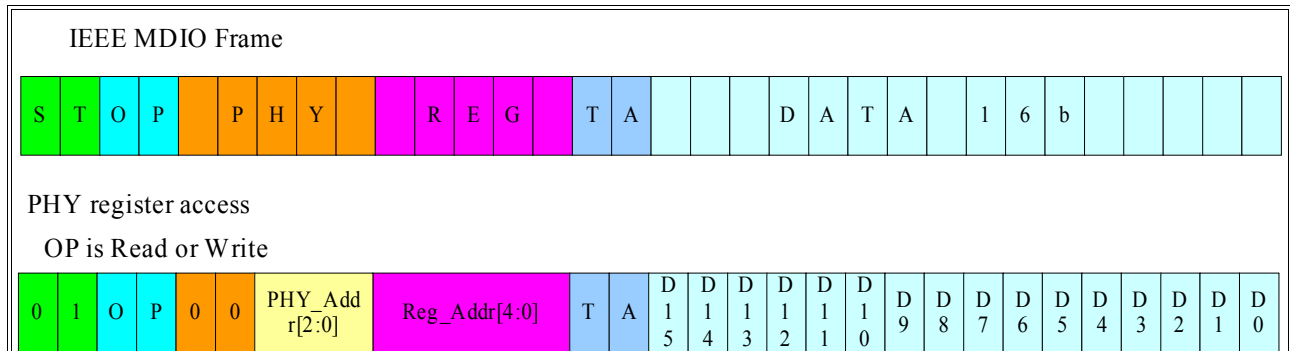 IEEE MDIO Frame
S T O P P H Y R E G T A D A T A 1 6 b
PHY register access
OP is Read or Write
0 1 O P 0 0 PHY_Addr[2:0] Reg_Addr[4:0] T A D15 D14 D13 D12 D11 D10 D9 D8 D7 D6 D5 D4 D3 D2 D1 D0